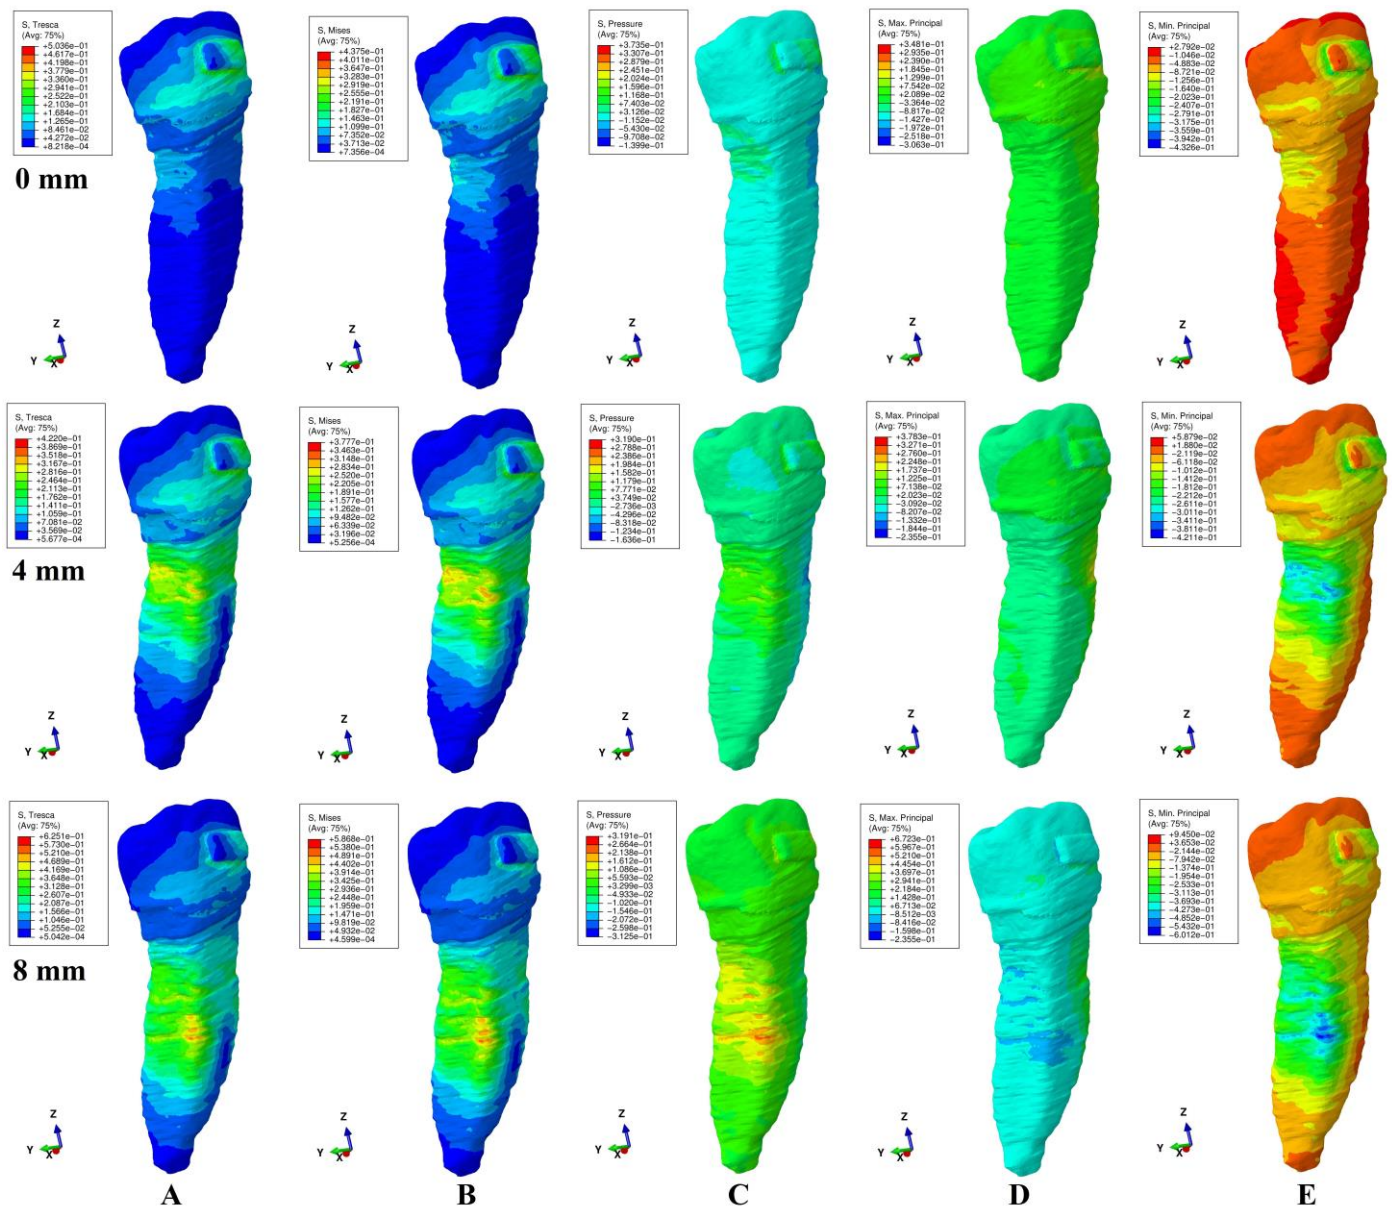 S, Tresca
(Avg: 75%)
+5.036e−01
+4.617e−01
+4.198e−01
+3.779e−01
+3.360e−01
+2.941e−01
+2.522e−01
+2.103e−01
+1.684e−01
+1.265e−01
+8.461e−02
+4.272e−02
+8.218e−04
S, Mises
(Avg: 75%)
+4.375e−01
+4.011e−01
+3.647e−01
+3.283e−01
+2.919e−01
+2.555e−01
+2.191e−01
+1.827e−01
+1.463e−01
+1.099e−01
+7.352e−02
+3.713e−02
+7.356e−04
S, Pressure
(Avg: 75%)
+3.735e−01
+3.307e−01
+2.879e−01
+2.451e−01
+2.024e−01
+1.596e−01
+1.168e−01
+7.403e−02
+3.126e−02
−1.152e−02
−5.430e−02
−9.708e−02
−1.399e−01
S, Max. Principal
(Avg: 75%)
+3.481e−01
+2.935e−01
+2.390e−01
+1.845e−01
+1.299e−01
+7.542e−02
+2.089e−02
−3.364e−02
−8.817e−02
−1.427e−01
−1.972e−01
−2.518e−01
−3.063e−01
S, Min. Principal
(Avg: 75%)
+2.792e−02
−1.046e−02
−4.883e−02
−8.721e−02
−1.256e−01
−1.640e−01
−2.023e−01
−2.407e−01
−2.791e−01
−3.175e−01
−3.559e−01
−3.942e−01
−4.326e−01
0 mm
Z
Y
X
Z
Y
X
Z
Y
X
Z
Y
X
Z
Y
X
S, Tresca
(Avg: 75%)
+4.220e−01
+3.869e−01
+3.518e−01
+3.167e−01
+2.816e−01
+2.464e−01
+2.113e−01
+1.762e−01
+1.411e−01
+1.059e−01
+7.081e−02
+3.569e−02
+5.677e−04
S, Mises
(Avg: 75%)
+3.777e−01
+3.463e−01
+3.148e−01
+2.834e−01
+2.520e−01
+2.205e−01
+1.891e−01
+1.577e−01
+1.262e−01
+9.482e−02
+6.339e−02
+3.196e−02
+5.256e−04
S, Pressure
(Avg: 75%)
+3.190e−01
+2.788e−01
+2.386e−01
+1.984e−01
+1.582e−01
+1.179e−01
+7.771e−02
+3.749e−02
−2.736e−03
−4.296e−02
−8.318e−02
−1.234e−01
−1.636e−01
S, Max. Principal
(Avg: 75%)
+3.783e−01
+3.271e−01
+2.760e−01
+2.248e−01
+1.737e−01
+1.225e−01
+7.138e−02
+2.023e−02
−3.092e−02
−8.207e−02
−1.332e−01
−1.844e−01
−2.355e−01
S, Min. Principal
(Avg: 75%)
+5.879e−02
+1.880e−02
−2.119e−02
−6.118e−02
−1.012e−01
−1.412e−01
−1.812e−01
−2.212e−01
−2.611e−01
−3.011e−01
−3.411e−01
−3.811e−01
−4.211e−01
4 mm
Z
Y
X
Z
Y
X
Z
Y
X
Z
Y
X
Z
Y
X
S, Tresca
(Avg: 75%)
+6.251e−01
+5.730e−01
+5.210e−01
+4.689e−01
+4.169e−01
+3.648e−01
+3.128e−01
+2.607e−01
+2.087e−01
+1.566e−01
+1.046e−01
+5.255e−02
+5.042e−04
S, Mises
(Avg: 75%)
+5.868e−01
+5.380e−01
+4.891e−01
+4.402e−01
+3.914e−01
+3.425e−01
+2.936e−01
+2.448e−01
+1.959e−01
+1.471e−01
+9.819e−02
+4.932e−02
+4.599e−04
S, Pressure
(Avg: 75%)
+3.191e−01
+2.664e−01
+2.138e−01
+1.612e−01
+1.086e−01
+5.593e−02
+3.299e−03
−4.933e−02
−1.020e−01
−1.546e−01
−2.072e−01
−2.598e−01
−3.125e−01
S, Max. Principal
(Avg: 75%)
+6.723e−01
+5.967e−01
+5.210e−01
+4.454e−01
+3.697e−01
+2.941e−01
+2.184e−01
+1.428e−01
+6.713e−02
−8.512e−03
−8.416e−02
−1.598e−01
−2.355e−01
S, Min. Principal
(Avg: 75%)
+9.450e−02
+3.653e−02
−2.144e−02
−7.942e−02
−1.374e−01
−1.954e−01
−2.533e−01
−3.113e−01
−3.693e−01
−4.273e−01
−4.852e−01
−5.432e−01
−6.012e−01
8 mm
Z
Y
X
Z
Y
X
Z
Y
X
Z
Y
X
Z
Y
X
A
B
C
D
E